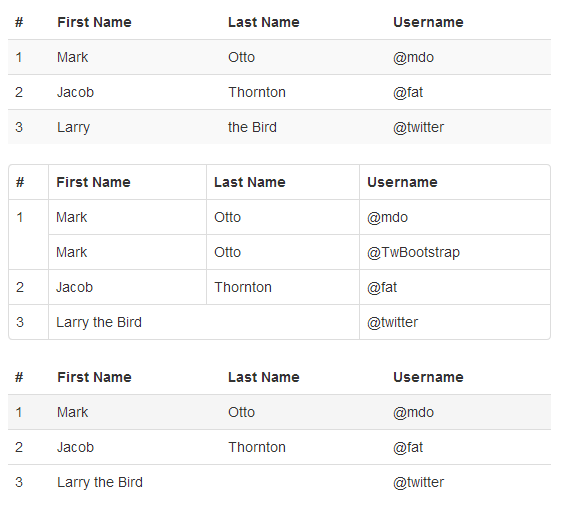 # First Name Last Name Username
1 Mark Otto @mdo
2 Jacob Thornton @fat
3 Larry the Bird @twitter
# First Name Last Name Username
1 Mark Otto @mdo
Mark Otto @TwBootstrap
2 Jacob Thornton @fat
3 Larry the Bird @twitter
# First Name Last Name Username
1 Mark Otto @mdo
2 Jacob Thornton @fat
3 Larry the Bird @twitter